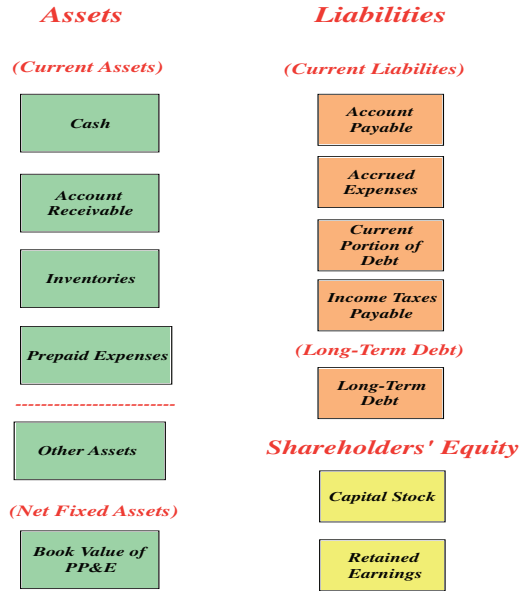 Assets
(Current Assets)
Cash
Account
Receivable
Inventories
Prepaid Expenses
Other Assets
(Net Fixed Assets)
Book Value of
PP&E
Liabilities
(Current Liabilites)
Account
Payable
Accrued
Expenses
Current
Portion of
Debt
Income Taxes
Payable
(Long-Term Debt)
Long-Term
Debt
Shareholders' Equity
Capital Stock
Retained
Earnings